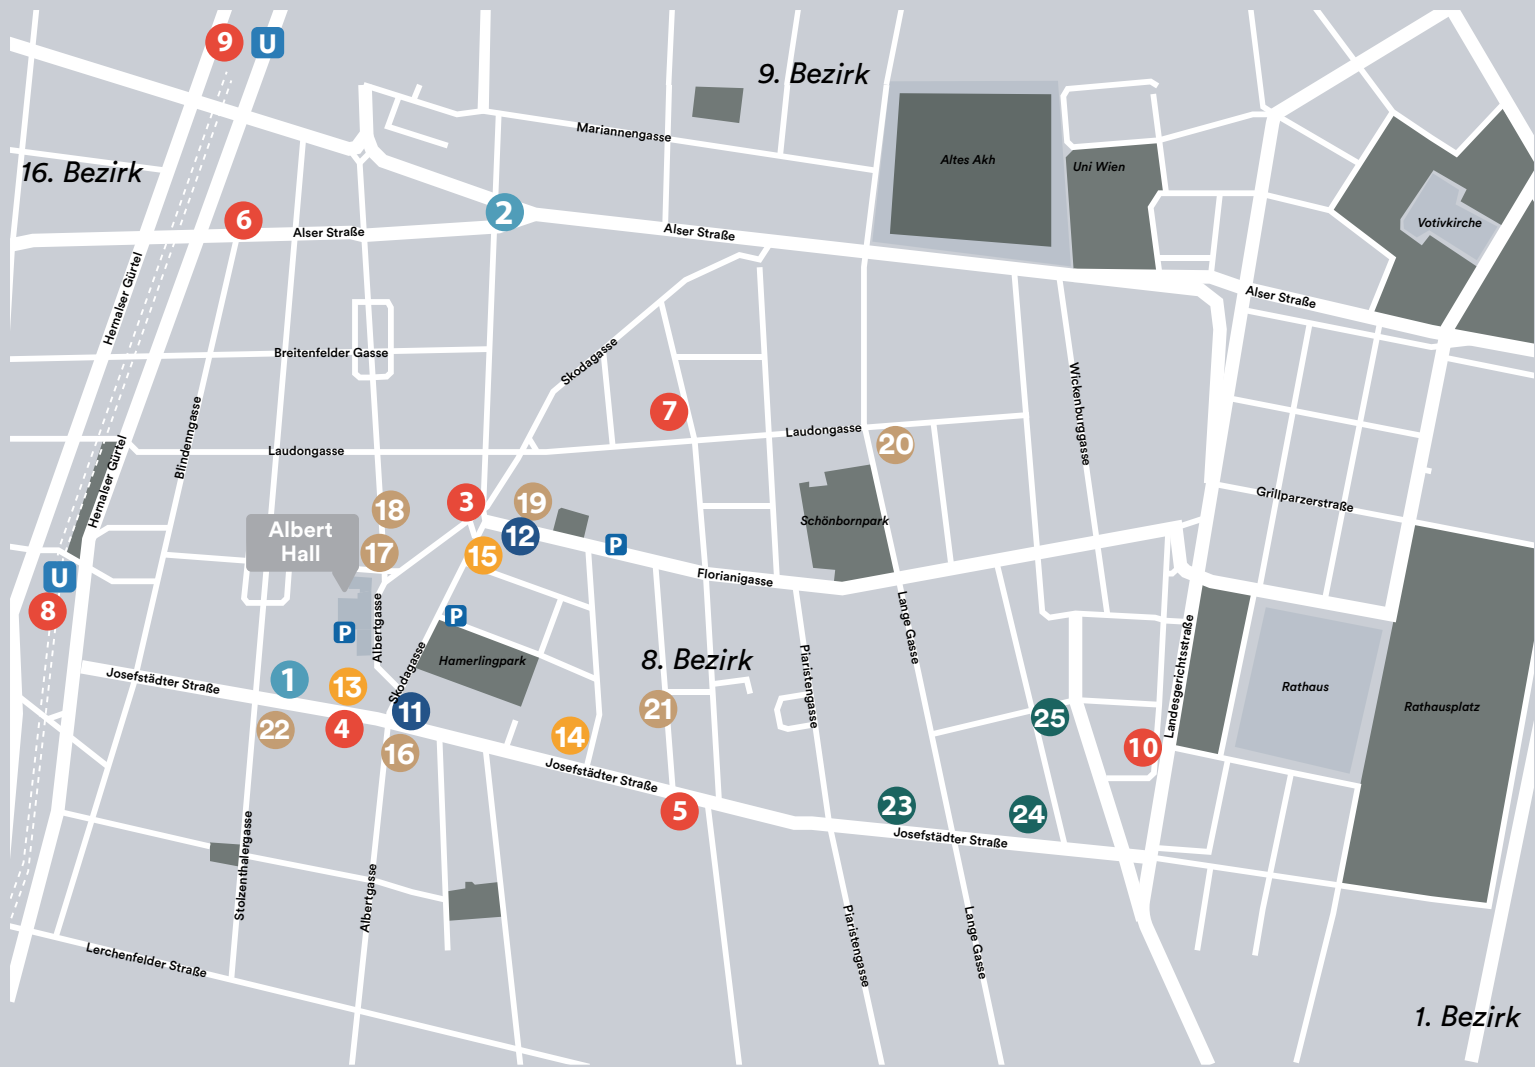 9
U
9. Bezirk
Mariannengasse
Altes Akh
Uni Wien
16. Bezirk
6
2
Alser Straße
Alser Straße
Votivkirche
Hernalser Gürtel
Alser Straße
Breitenfelder Gasse
Skodagasse
Wickenburggasse
Blindenngasse
7
Laudongasse
20
Laudongasse
Hernalser Gürtel
Grillparzerstraße
18
3
19
Schönbornpark
Albert
Hall
17
15
12
P
Florianigasse
U
8
P
P
Albertgasse
Lange Gasse
Landesgerichtsstraße
Skodagasse
Hamerlingpark
8. Bezirk
Piaristengasse
Rathaus
Rathausplatz
Josefstädter Straße
1
13
11
21
25
22
4
16
14
10
Josefstädter Straße
5
23
24
Josefstädter Straße
Stolzenthalergasse
Albertgasse
Piaristengasse
Lange Gasse
Lerchenfelder Straße
1. Bezirk